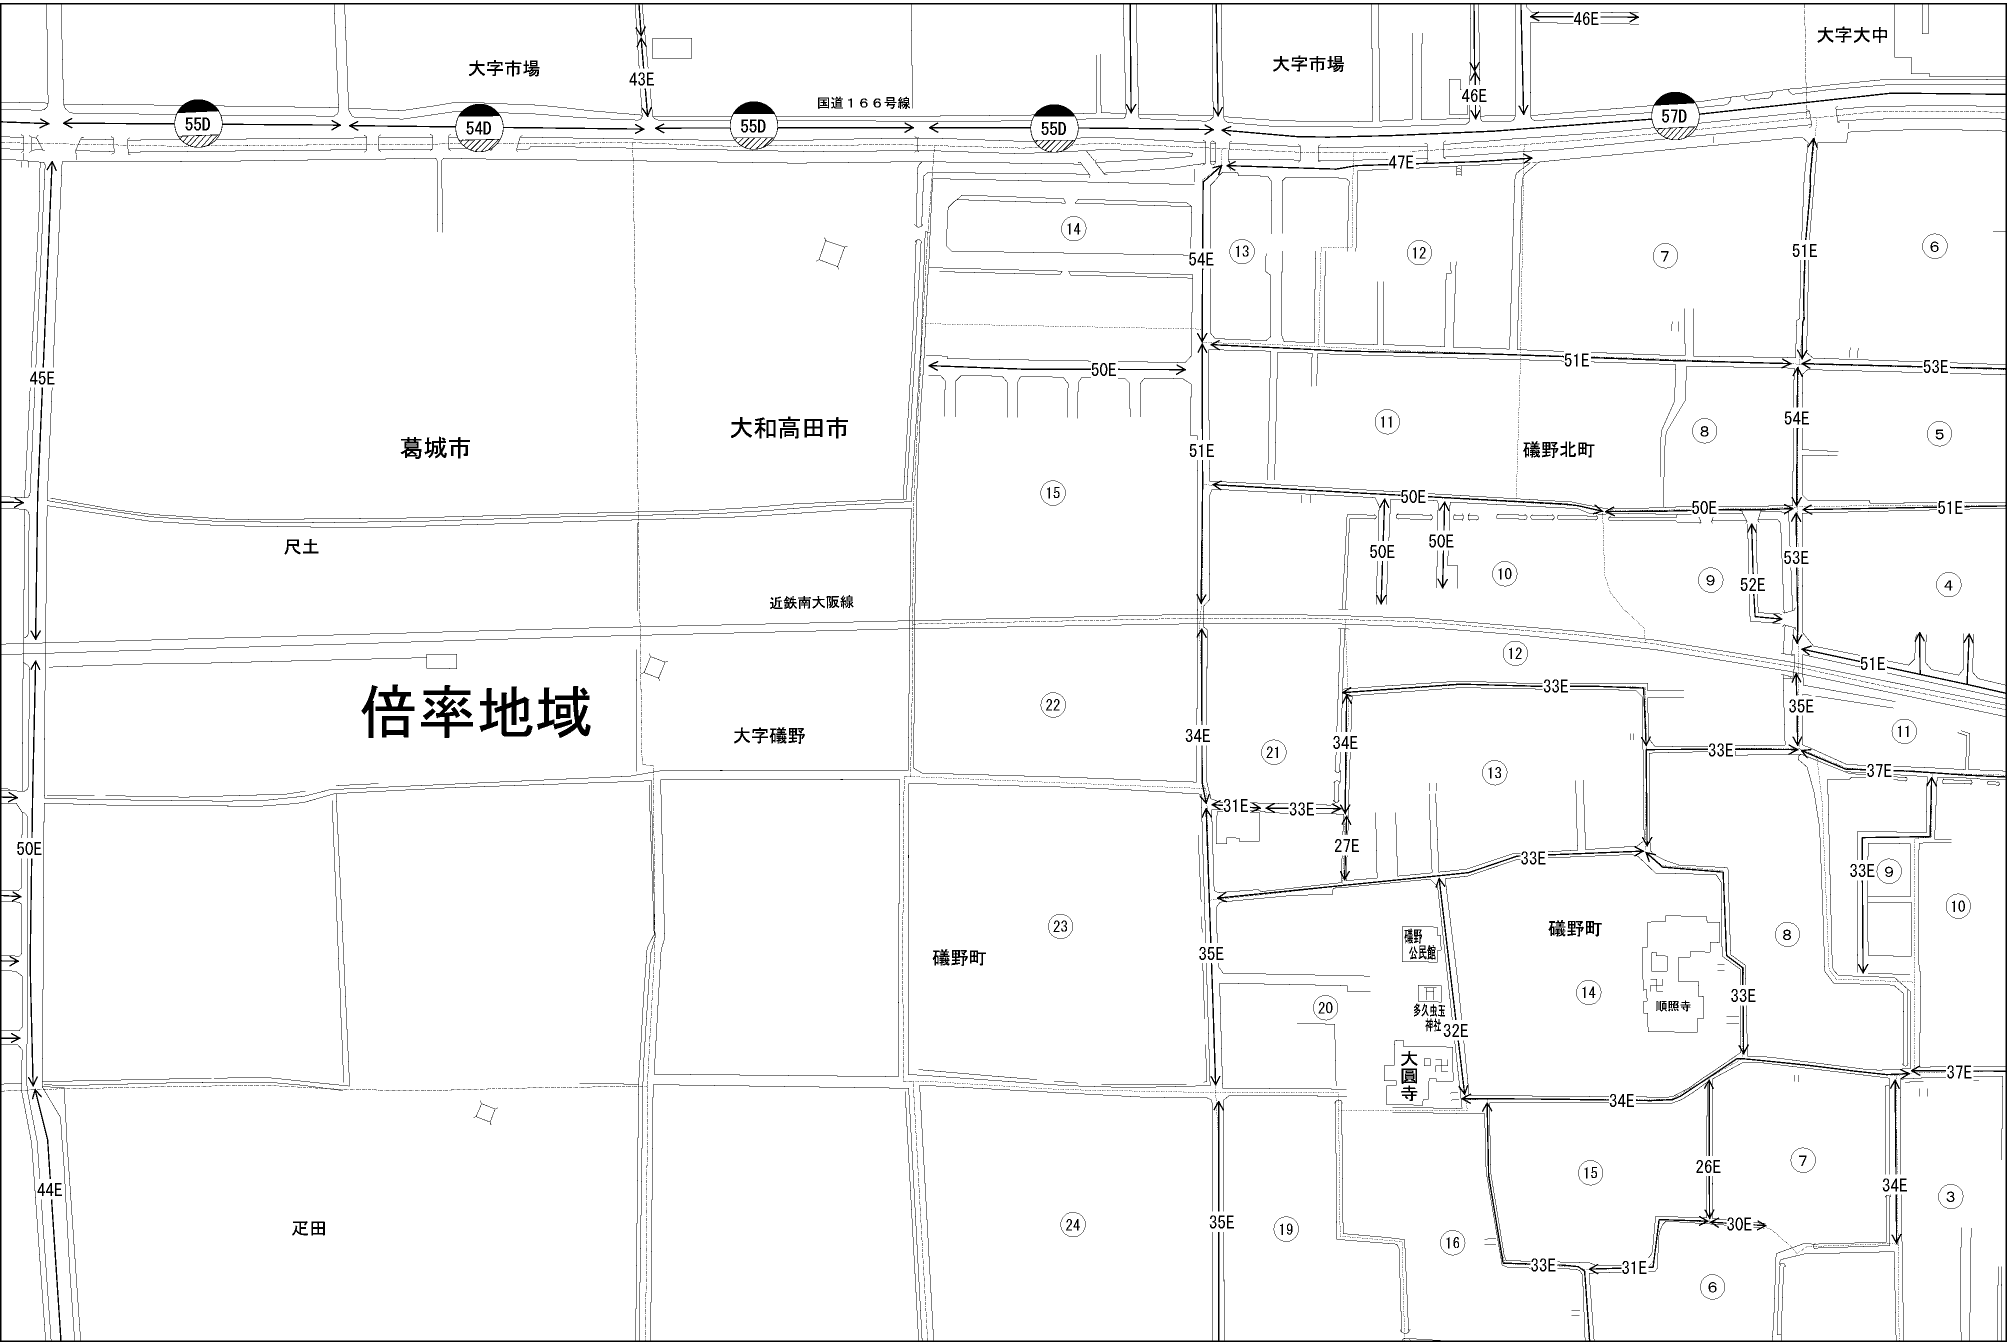 46E
大字大中
大字市場
大字市場
43E
46E
国道166号線
55D
54D
55D
55D
57D
47E
14
54E
13
12
7
51E
6
45E
50E
51E
51E
53E
葛城市
大和高田市
51E
11
磯野北町
8
54E
5
15
50E
50E
51E
尺土
50E
50E
10
9
52E
53E
4
近鉄南大阪線
12
51E
倍率地域
大字磯野
22
34E
21
34E
33E
13
33E
35E
11
37E
31E
33E
50E
27E
33E
33E
9
10
23
磯野町
35E
磯野
公民館
磯野町
8
14
20
多久虫玉
神社
32E
順照寺
33E
大圓寺
34E
37E
44E
疋田
24
35E
19
16
15
26E
7
34E
3
30E
33E
31E
6